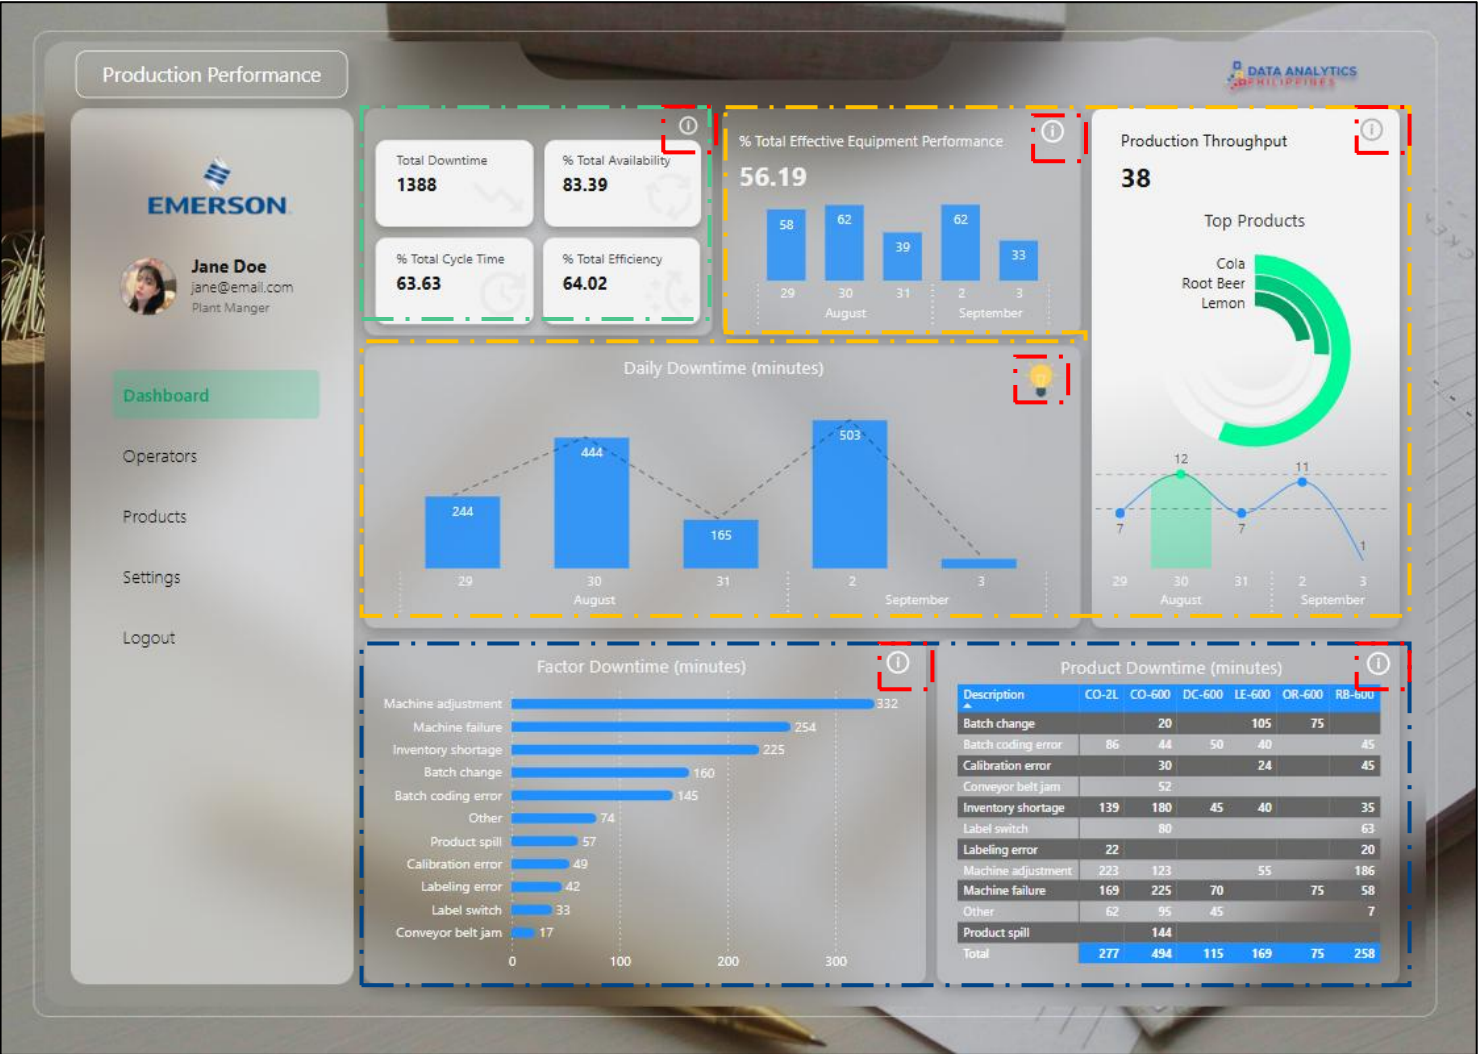 Production Performance
DATA ANALYTICS
PHILIPPINES
EMERSON
Jane Doe
jane@email.com
Plant Manger
Dashboard
Operators
Products
Settings
Logout
Total Downtime
1388
% Total Availability
83.39
% Total Cycle Time
63.63
% Total Efficiency
64.02
% Total Effective Equipment Performance
56.19
58 62 39 62 33
29 30 31 2 3
August September
Production Throughput
38
Top Products
Cola
Root Beer
Lemon
12 11
7 7 1
29 30 31 2 3
August September
Daily Downtime (minutes)
244 444 165 503
29 30 31 2 3
August September
Factor Downtime (minutes)
Machine adjustment 332
Machine failure 254
Inventory shortage 225
Batch change 160
Batch coding error 145
Other 74
Product spill 57
Calibration error 49
Labeling error 42
Label switch 33
Conveyor belt jam 17
0 100 200 300
Product Downtime (minutes)
Description CO-2L CO-600 DC-600 LE-600 OR-600 RB-600
Batch change 20 105 75
Batch coding error 86 44 50 40 45
Calibration error 30 24 45
Conveyor belt jam 52
Inventory shortage 139 180 45 40 35
Label switch 80 63
Labeling error 22 20
Machine adjustment 223 123 55 186
Machine failure 169 225 70 75 58
Other 62 95 45 7
Product spill 144
Total 277 494 115 169 75 258